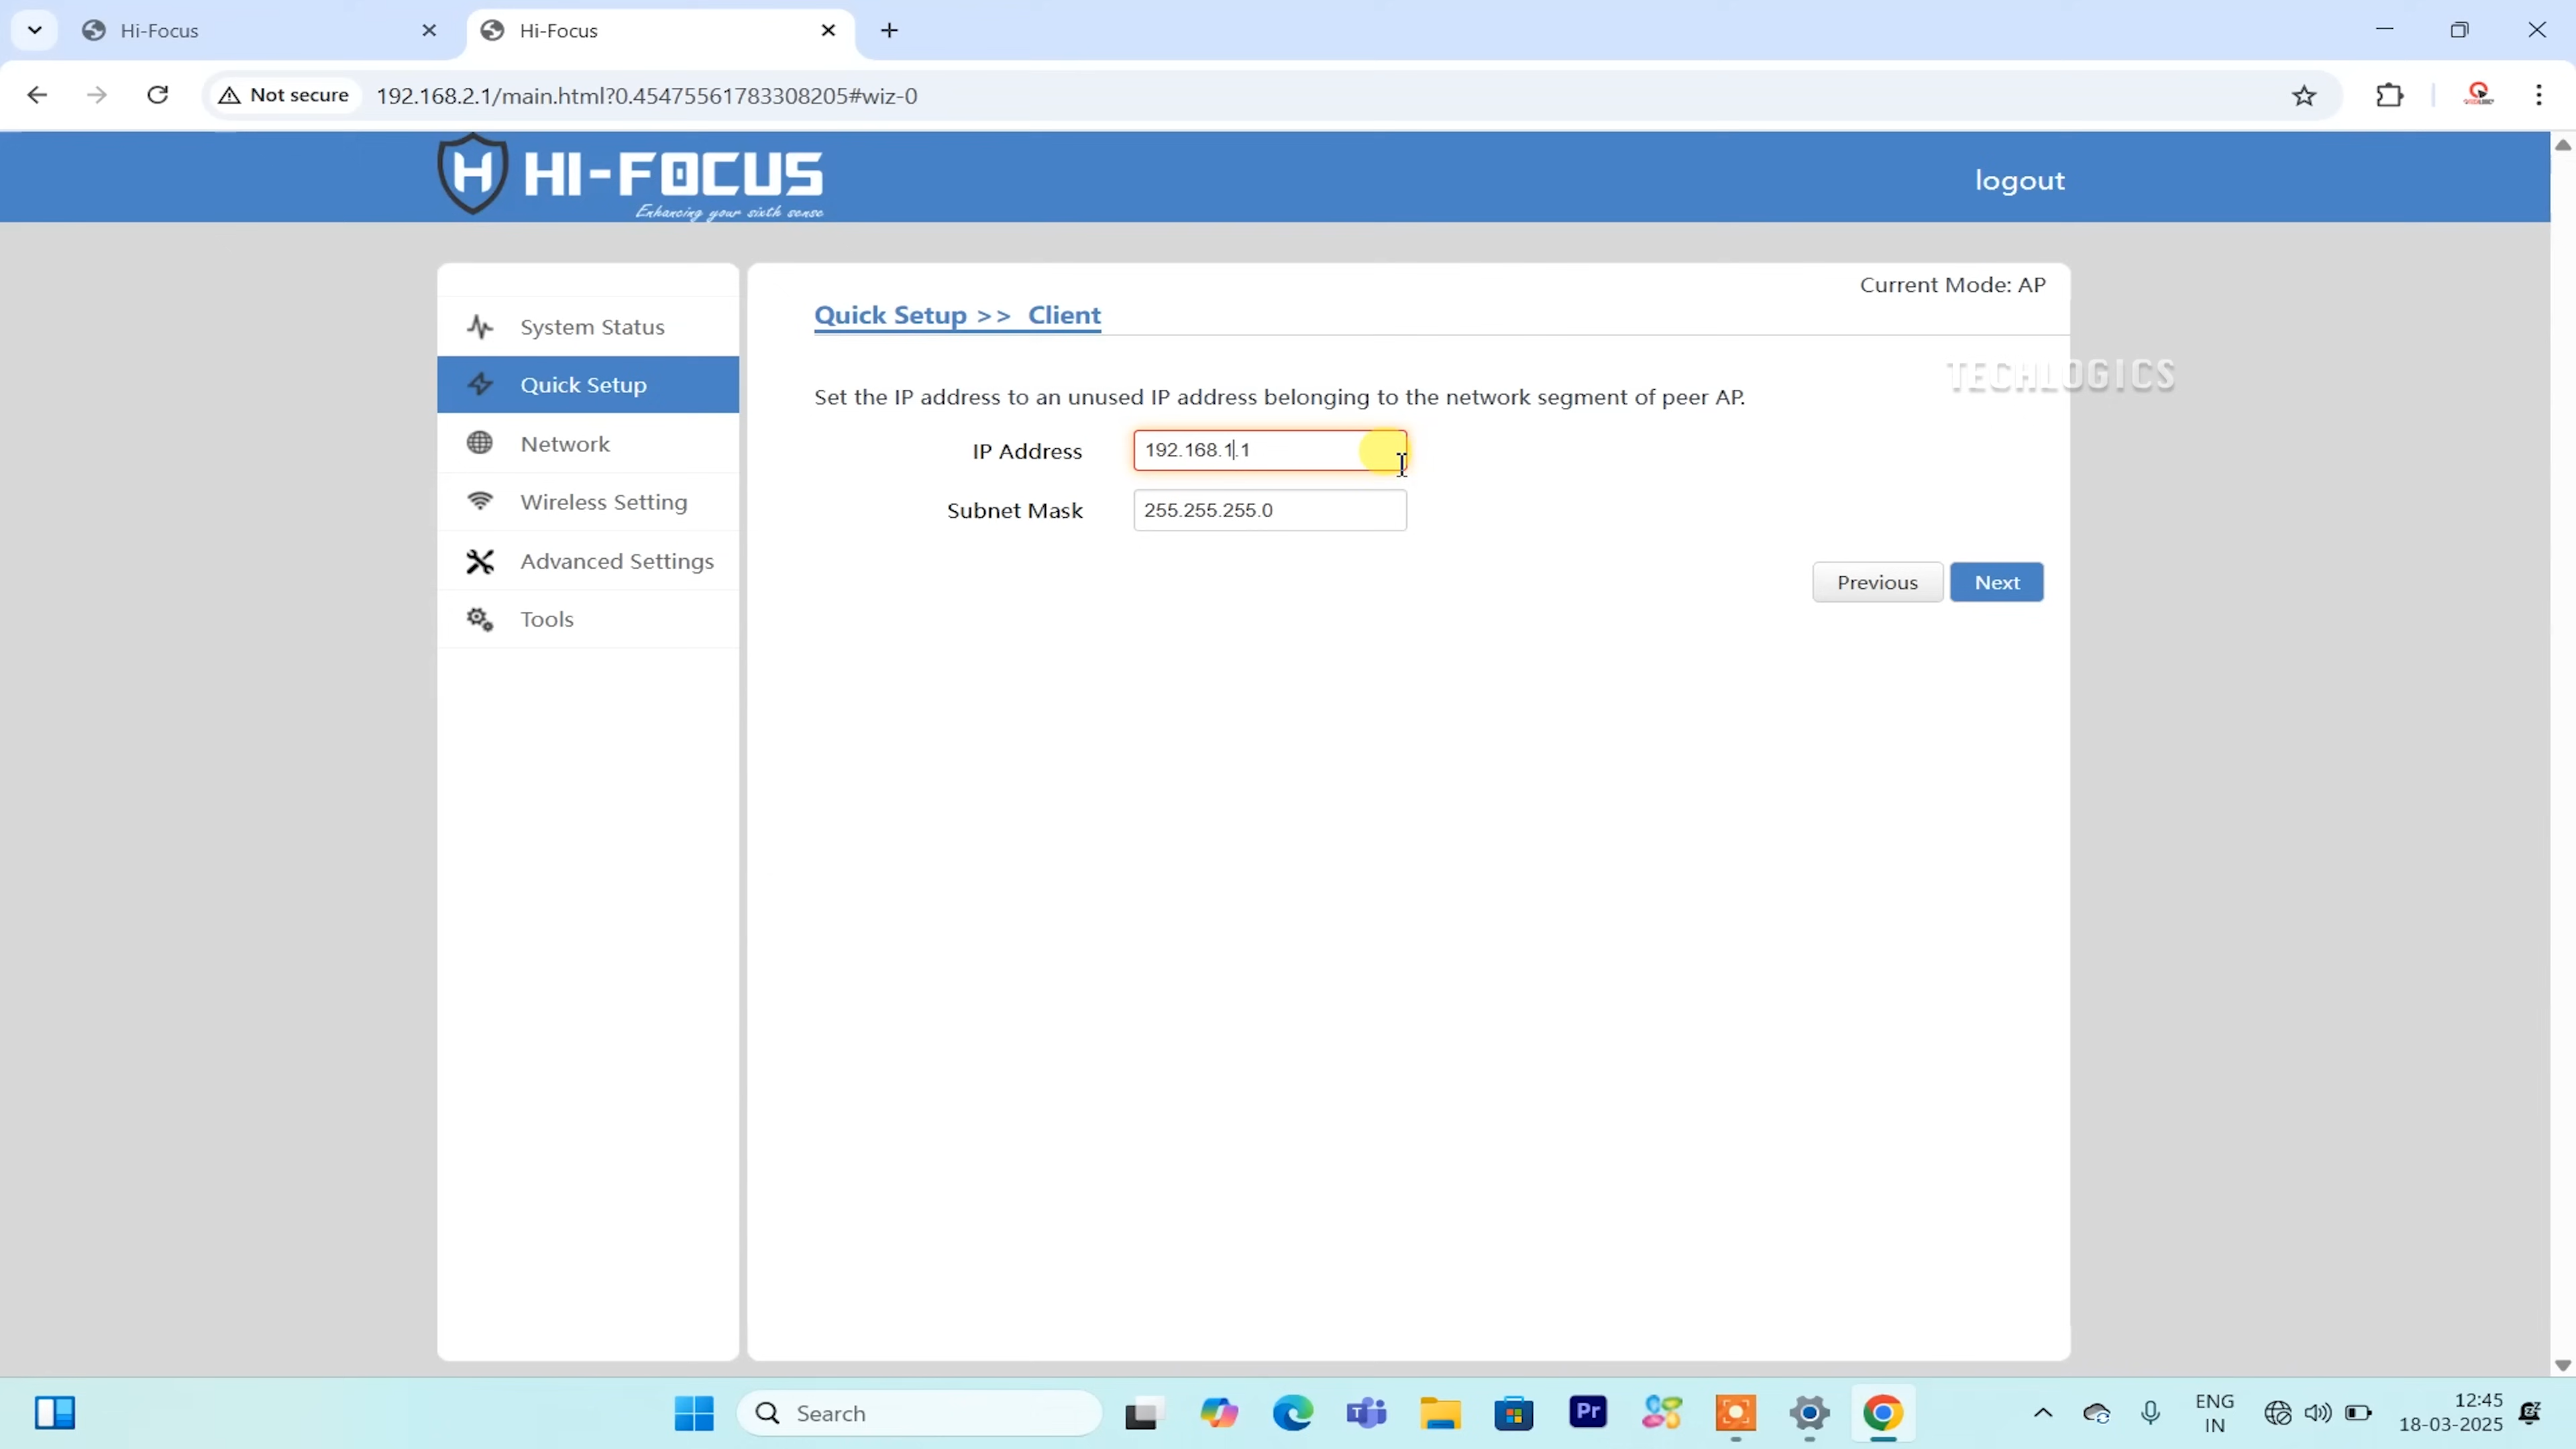 Hi-Focus
Hi-Focus
Not secure
192.168.2.1/main.html?0.45475561783308205#wiz-0
H HI-FOCUS
Enhancing your sixth sense
logout
Current Mode: AP
System Status
Quick Setup
Network
Wireless Setting
Advanced Settings
Tools
Quick Setup >> Client
TECHLOGICS
Set the IP address to an unused IP address belonging to the network segment of peer AP.
IP Address 192.168.1.1
Subnet Mask 255.255.255.0
Previous Next
Search
Pr
ENG
IN
12:45
18-03-2025